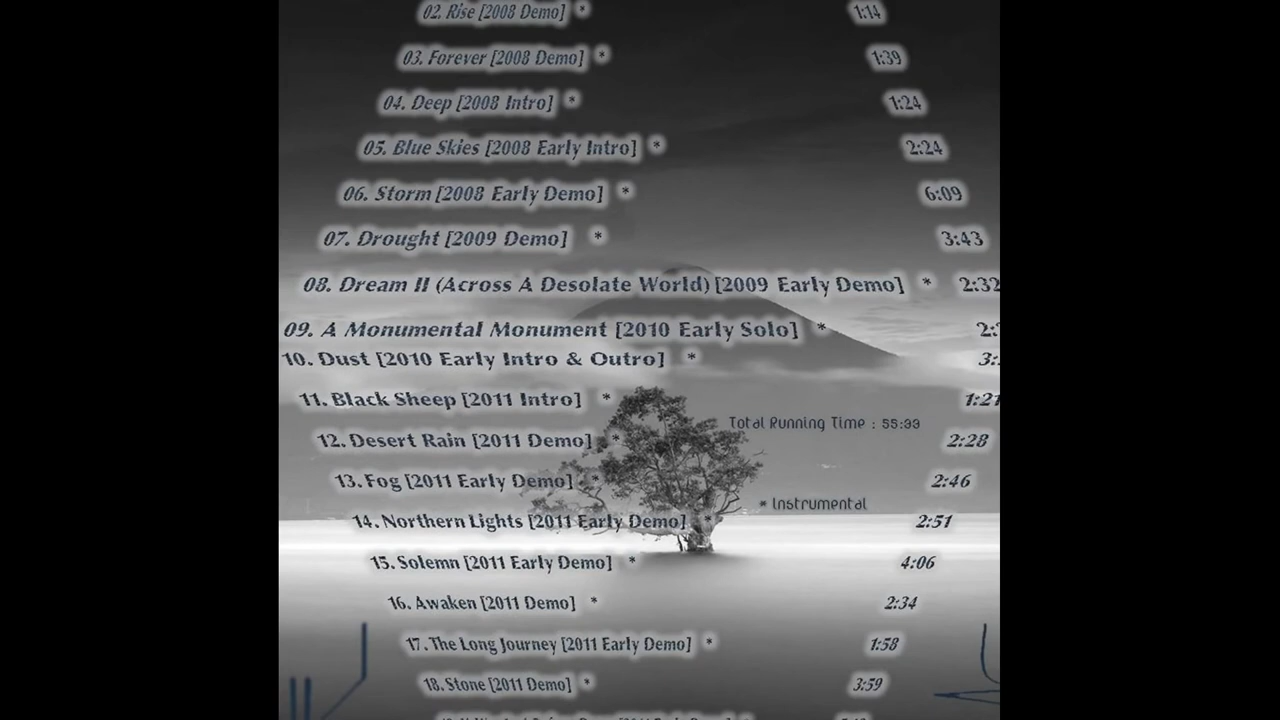 02. Rise [2008 Demo] * 1:14
03. Forever [2008 Demo] * 1:39
04. Deep [2008 Intro] * 1:24
05. Blue Skies [2008 Early Intro] * 2:24
06. Storm [2008 Early Demo] * 6:09
07. Drought [2009 Demo] * 3:43
08. Dream II (Across A Desolate World) [2009 Early Demo] * 2:32
09. A Monumental Monument [2010 Early Solo] *
10. Dust [2010 Early Intro & Outro] *
11. Black Sheep [2011 Intro] * 1:21
Total Running Time : 55:33
12. Desert Rain [2011 Demo] * 2:28
13. Fog [2011 Early Demo] * 2:46
* Instrumental
14. Northern Lights [2011 Early Demo] * 2:51
15. Solemn [2011 Early Demo] * 4:06
16. Awaken [2011 Demo] * 2:34
17. The Long Journey [2011 Early Demo] * 1:58
18. Stone [2011 Demo] * 3:59